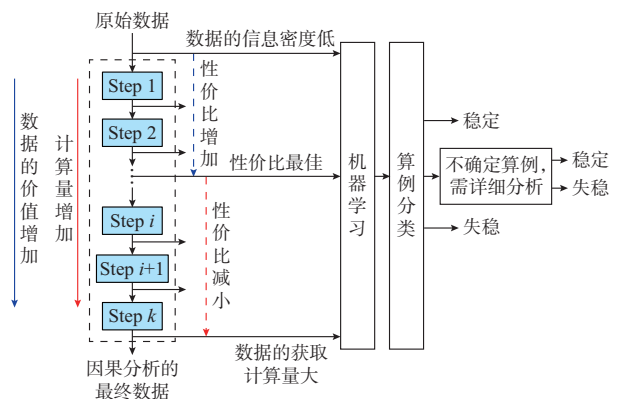 原始数据
数据的信息密度低
Step 1
Step 2
⋮
Step i
Step i+1
Step k
因果分析的
最终数据
数据的价值增加
计算量增加
性价比增加
性价比最佳
性价比减小
数据的获取
计算量大
机器学习
算例分类
稳定
不确定算例，
需详细分析
稳定
失稳
失稳